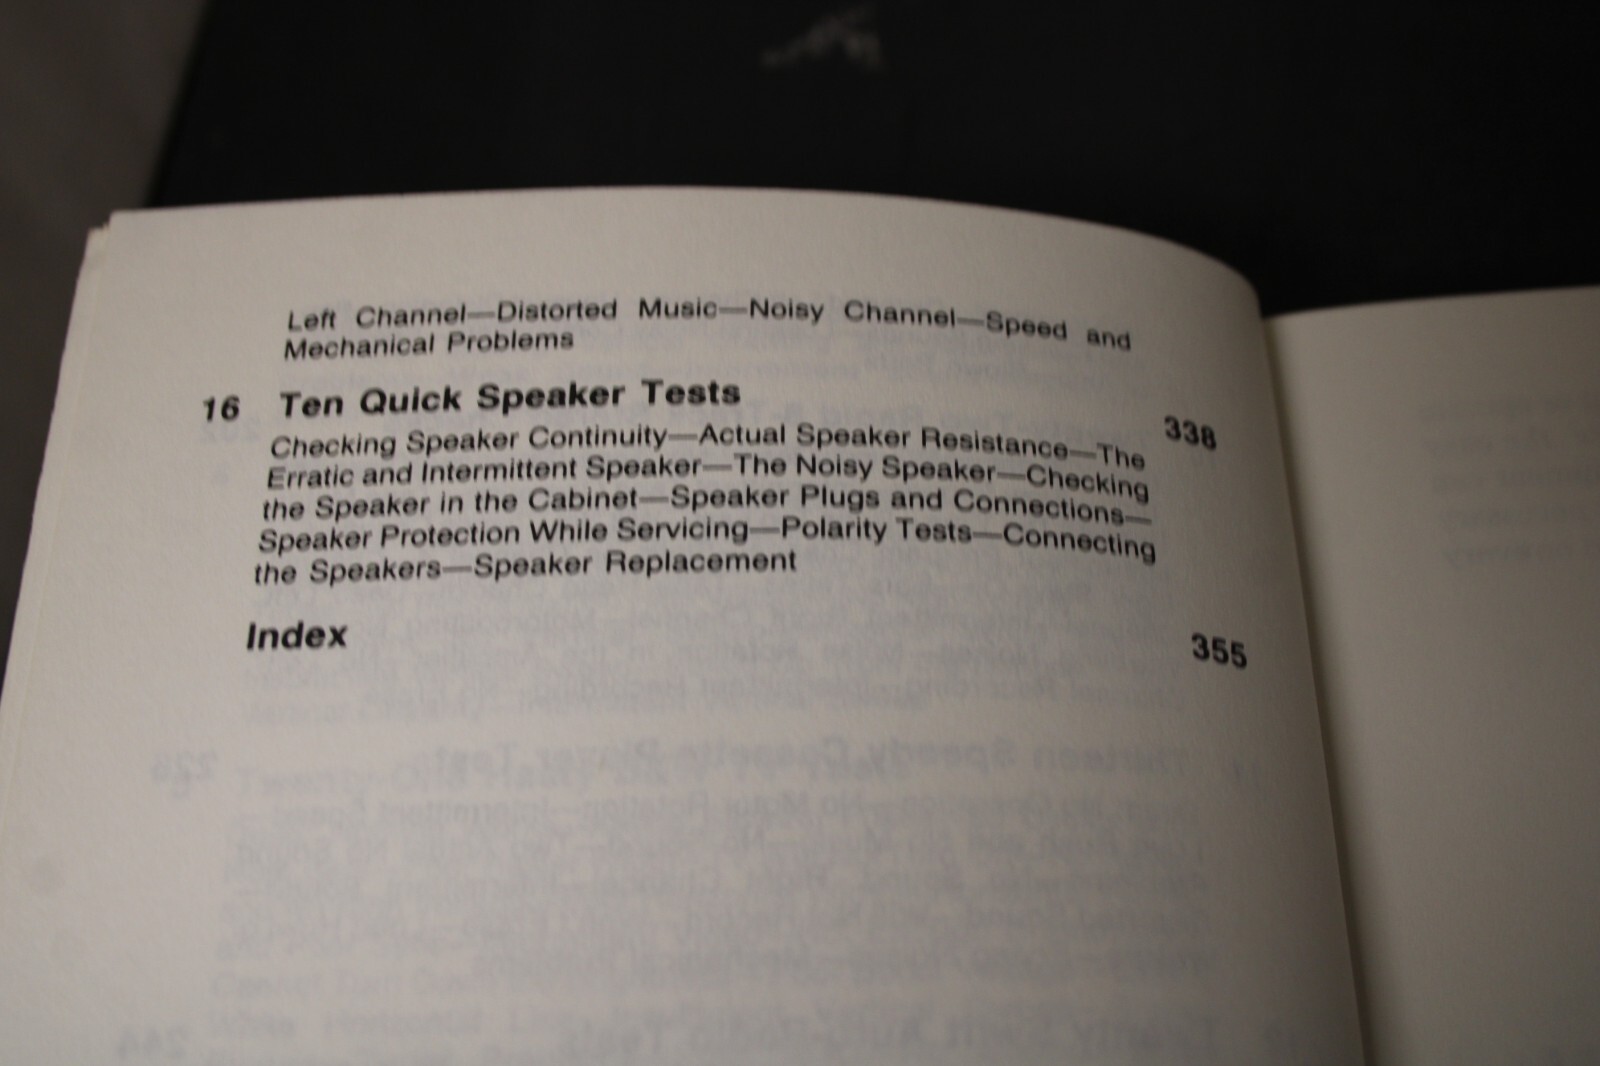 Left Channel—Distorted Music—Noisy Channel—Speed and
Mechanical Problems
16 Ten Quick Speaker Tests 338
Checking Speaker Continuity—Actual Speaker Resistance—The
Erratic and Intermittent Speaker—The Noisy Speaker—Checking
the Speaker in the Cabinet—Speaker Plugs and Connections—
Speaker Protection While Servicing—Polarity Tests—Connecting
the Speakers—Speaker Replacement
Index 355